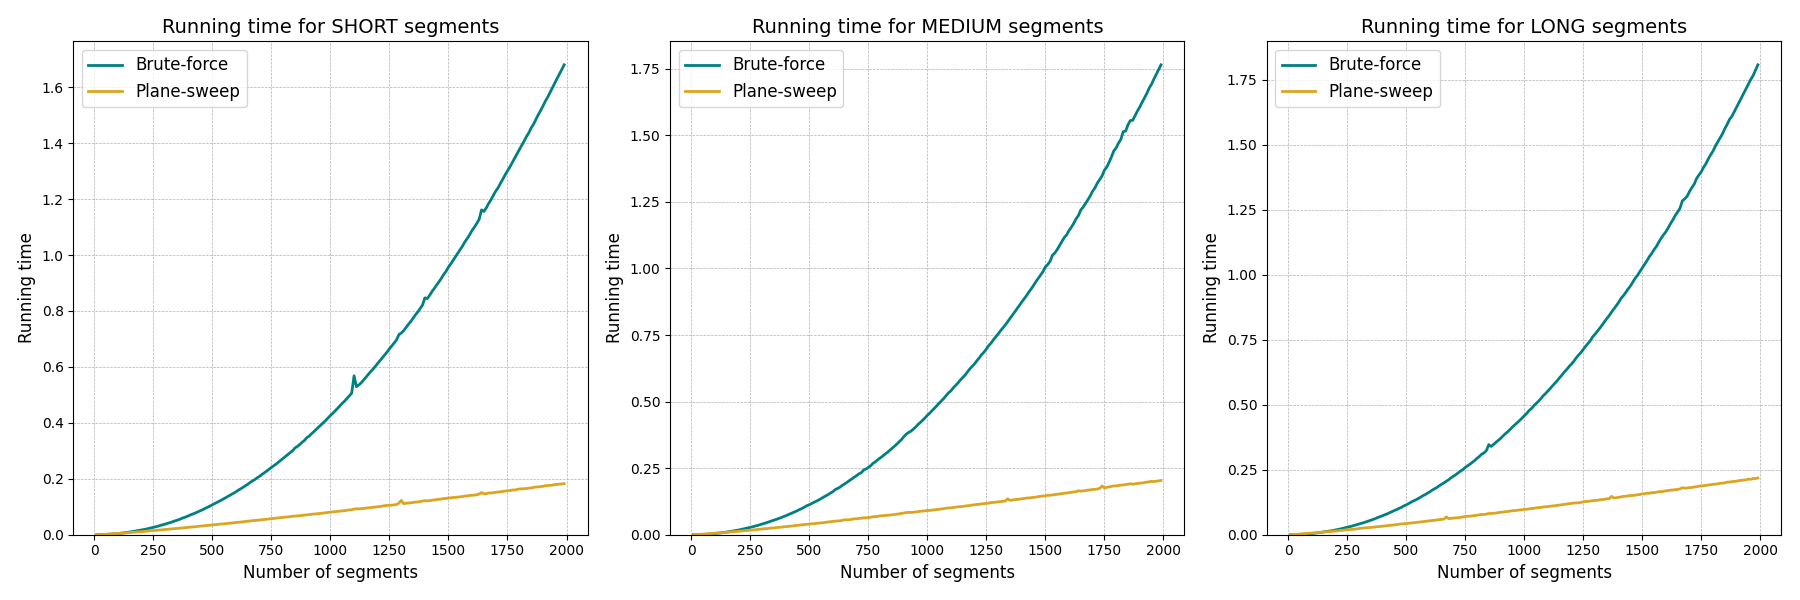 Running time for SHORT segments
Brute-force
Plane-sweep
1.6
1.4
1.2
1.0
0.8
0.6
0.4
0.2
0.0
Running time
0 250 500 750 1000 1250 1500 1750 2000
Number of segments
Running time for MEDIUM segments
Brute-force
Plane-sweep
1.75
1.50
1.25
1.00
0.75
0.50
0.25
0.00
Running time
0 250 500 750 1000 1250 1500 1750 2000
Number of segments
Running time for LONG segments
Brute-force
Plane-sweep
1.75
1.50
1.25
1.00
0.75
0.50
0.25
0.00
Running time
0 250 500 750 1000 1250 1500 1750 2000
Number of segments